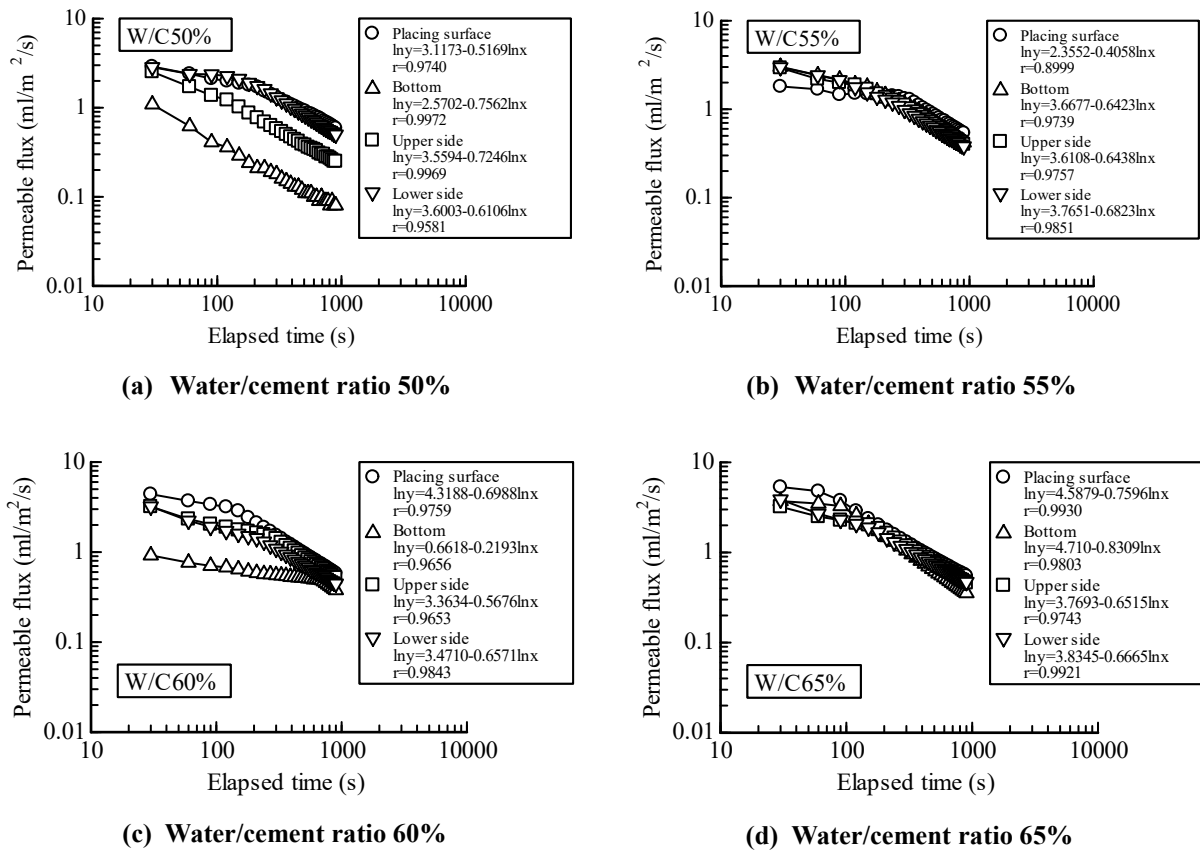 10
1
0.1
0.01
10
100
1000
10000
Permeable flux (ml/m²/s)
Elapsed time (s)
W/C50%
Placing surface
lny=3.1173-0.5169lnx
r=0.9740
Bottom
lny=2.5702-0.7562lnx
r=0.9972
Upper side
lny=3.5594-0.7246lnx
r=0.9969
Lower side
lny=3.6003-0.6106lnx
r=0.9581
(a) Water/cement ratio 50%
10
1
0.1
0.01
10
100
1000
10000
Permeable flux (ml/m²/s)
Elapsed time (s)
W/C55%
Placing surface
lny=2.3552-0.4058lnx
r=0.8999
Bottom
lny=3.6677-0.6423lnx
r=0.9739
Upper side
lny=3.6108-0.6438lnx
r=0.9757
Lower side
lny=3.7651-0.6823lnx
r=0.9851
(b) Water/cement ratio 55%
10
1
0.1
0.01
10
100
1000
10000
Permeable flux (ml/m²/s)
Elapsed time (s)
W/C60%
Placing surface
lny=4.3188-0.6988lnx
r=0.9759
Bottom
lny=0.6618-0.2193lnx
r=0.9656
Upper side
lny=3.3634-0.5676lnx
r=0.9653
Lower side
lny=3.4710-0.6571lnx
r=0.9843
(c) Water/cement ratio 60%
10
1
0.1
0.01
10
100
1000
10000
Permeable flux (ml/m²/s)
Elapsed time (s)
W/C65%
Placing surface
lny=4.5879-0.7596lnx
r=0.9930
Bottom
lny=4.710-0.8309lnx
r=0.9803
Upper side
lny=3.7693-0.6515lnx
r=0.9743
Lower side
lny=3.8345-0.6665lnx
r=0.9921
(d) Water/cement ratio 65%